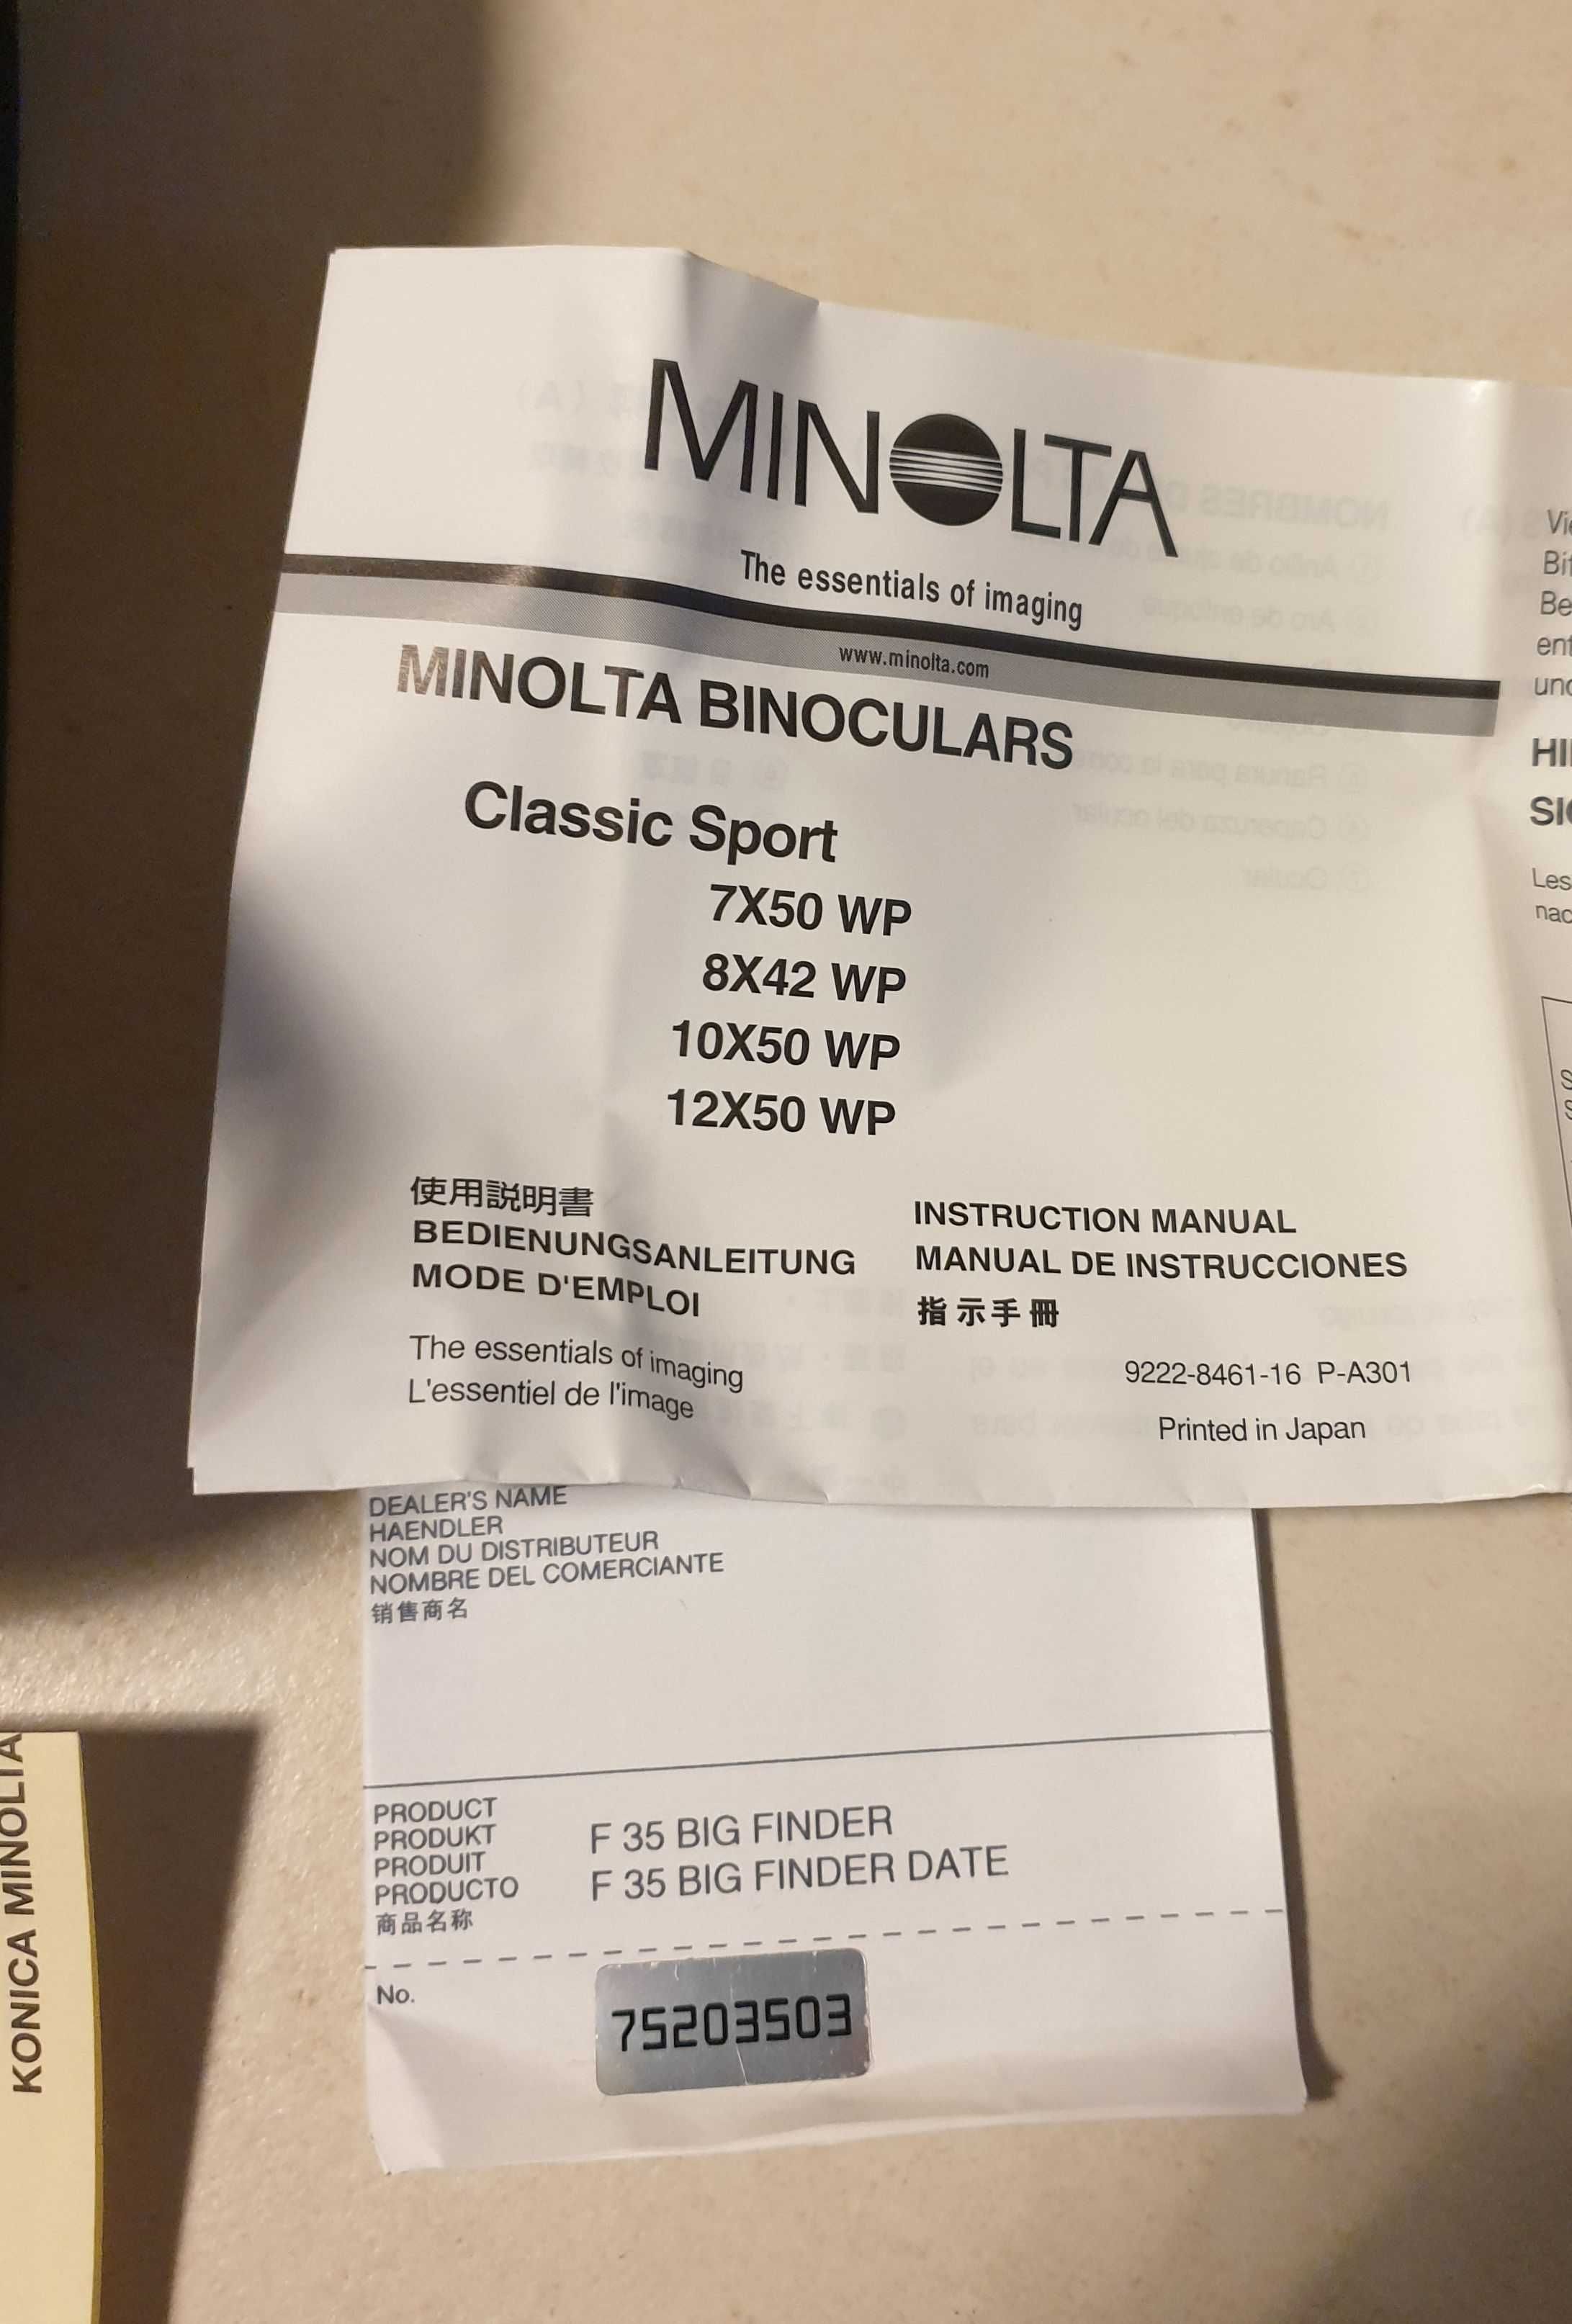 MINOLTA
The essentials of imaging
www.minolta.com
MINOLTA BINOCULARS
Classic Sport
7X50 WP
8X42 WP
10X50 WP
12X50 WP
使用説明書
BEDIENUNGSANLEITUNG
MODE D'EMPLOI
The essentials of imaging
L'essentiel de l'image
INSTRUCTION MANUAL
MANUAL DE INSTRUCCIONES
指示手冊
9222-8461-16 P-A301
Printed in Japan
DEALER'S NAME
HAENDLER
NOM DU DISTRIBUTEUR
NOMBRE DEL COMERCIANTE
销售商名
PRODUCT
PRODUKT
PRODUIT
PRODUCTO
商品名称
F 35 BIG FINDER
F 35 BIG FINDER DATE
No.
75203503
KONICA MINOLTA